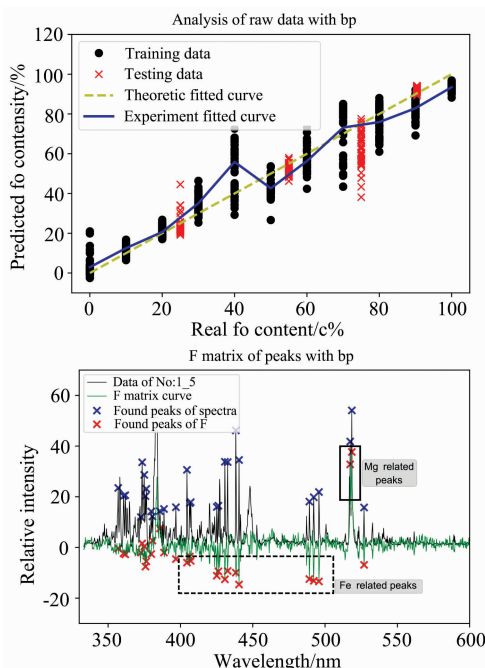 Analysis of raw data with bp
Predicted fo contensity/%
120
100
80
60
40
20
0
Training data
Testing data
Theoretic fitted curve
Experiment fitted curve
0
20
40
60
80
100
Real fo content/c%
F matrix of peaks with bp
Relative intensity
60
40
20
0
-20
Data of No:1_5
F matrix curve
Found peaks of spectra
Found peaks of F
Mg related
peaks
Fe related peaks
350
400
450
500
550
600
Wavelength/nm